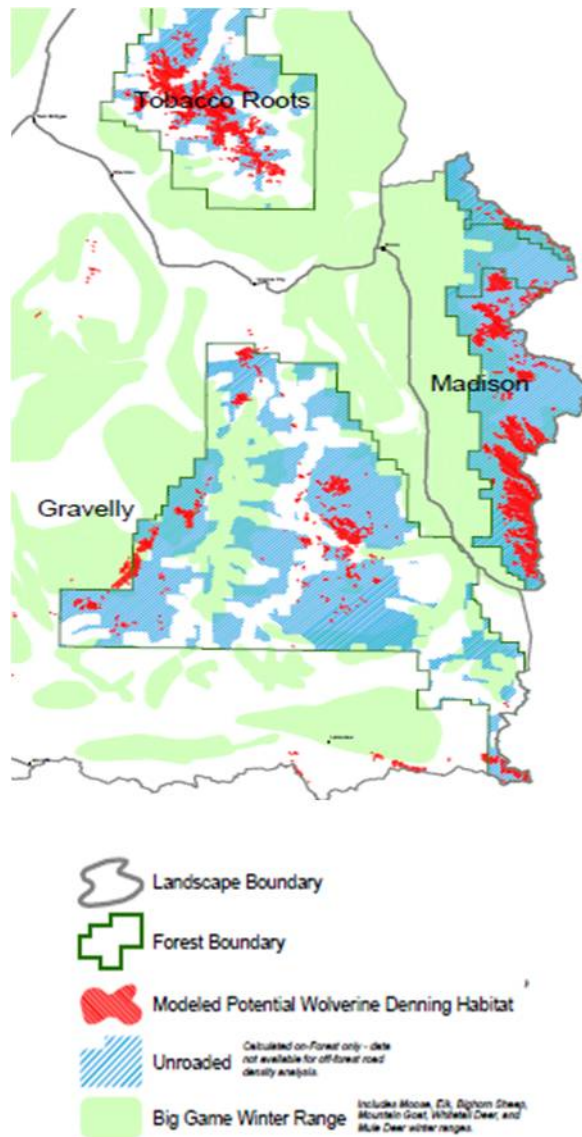 Tobacco Roots
Madison
Gravelly
Landscape Boundary
Forest Boundary
Modeled Potential Wolverine Denning Habitat
Unroaded
Calculated on-Forest only - data
not available for off-forest road
density analysis.
Big Game Winter Range
Includes Moose, Elk, Bighorn Sheep,
Mountain Goat, Whitetail Deer, and
Mule Deer winter ranges.